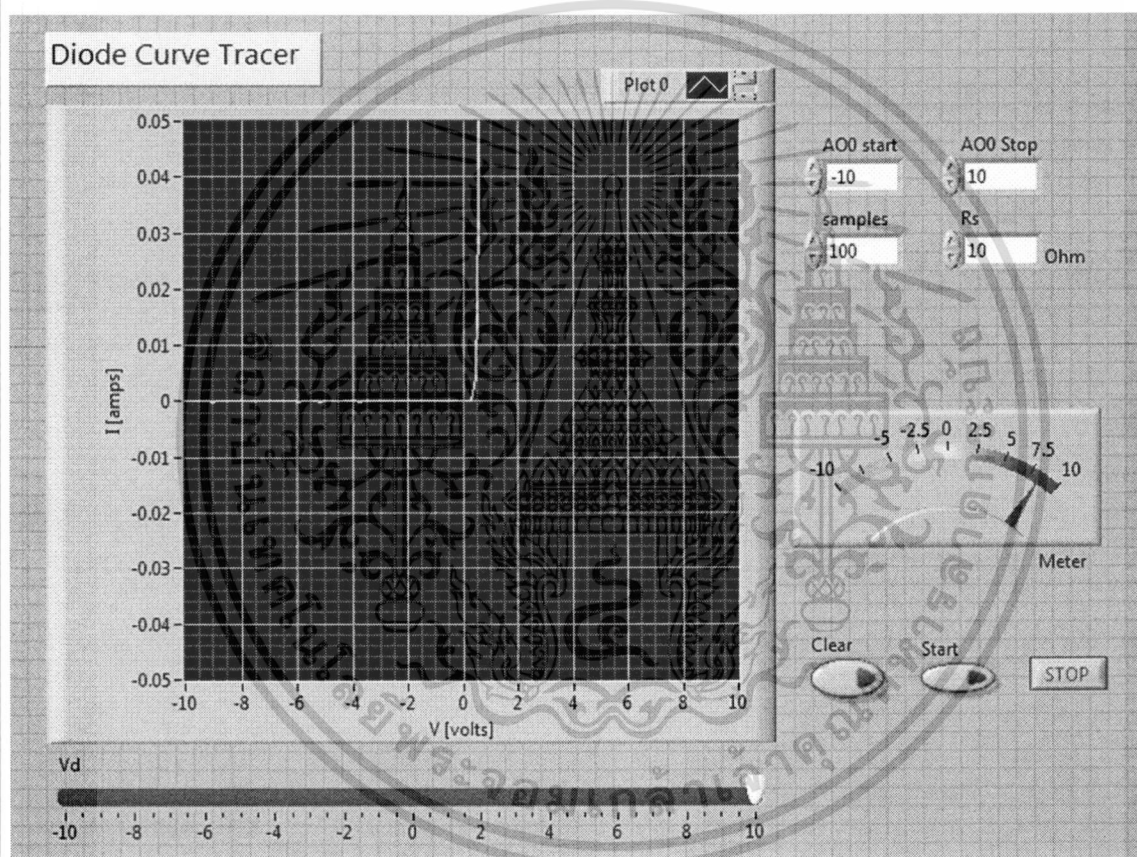 Diode Curve Tracer
Plot 0
0.05
0.04
0.03
0.02
0.01
0
-0.01
-0.02
-0.03
-0.04
-0.05
I [amps]
-10 -8 -6 -4 -2 0 2 4 6 8 10
V [volts]
AO0 start AO0 Stop
-10 10
samples Rs
100 10 Ohm
-10 -5 -2.5 0 2.5 5 7.5 10
Meter
Clear Start STOP
Vd
-10 -8 -6 -4 -2 0 2 4 6 8 10